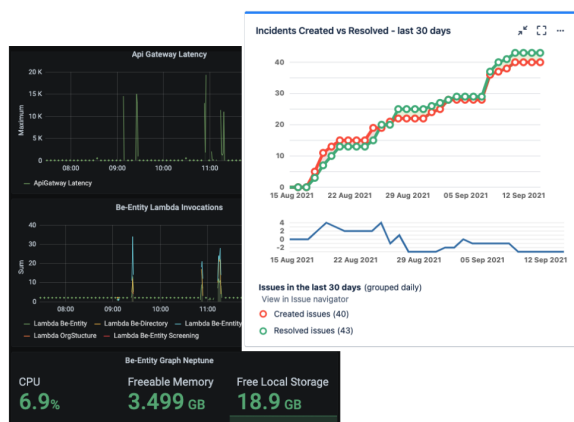 Api Gateway Latency
20 K
15 K
10 K
5 K
0
Maximum
08:00 09:00 10:00 11:00
ApiGatway Latency
Be-Entity Lambda Invocations
40
30
20
10
0
Sum
08:00 09:00 10:00 11:00
Lambda Be-Entity Lambda Be-Directory Lambda Be-Enntity
Lambda OrgStucture Lambda Be-Entity Screening
Be-Entity Graph Neptune
CPU Freeable Memory Free Local Storage
6.9% 3.499 GB 18.9 GB
Incidents Created vs Resolved - last 30 days
40
30
20
10
0
15 Aug 2021 22 Aug 2021 29 Aug 2021 05 Sep 2021 12 Sep 2021
4
2
0
-2
15 Aug 2021 22 Aug 2021 29 Aug 2021 05 Sep 2021 12 Sep 2021
Issues in the last 30 days (grouped daily)
View in Issue navigator
Created issues (40)
Resolved issues (43)